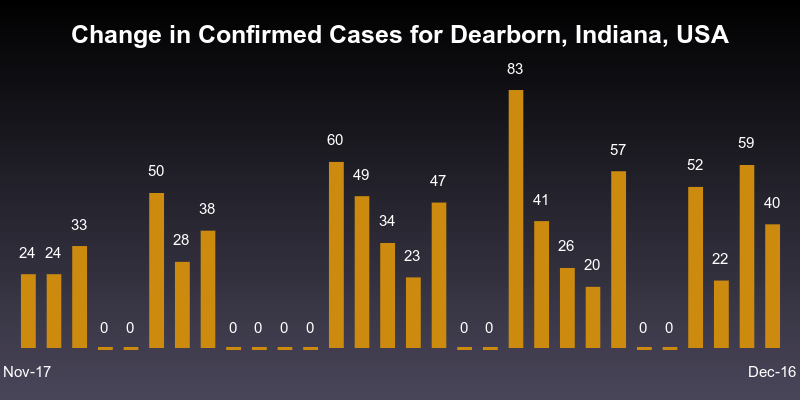 Change in Confirmed Cases for Dearborn, Indiana, USA
24 24 33 0 0 50 28 38 0 0 0 0 60 49 34 23 47 0 0 83 41 26 20 57 0 0 52 22 59 40
Nov-17 Dec-16